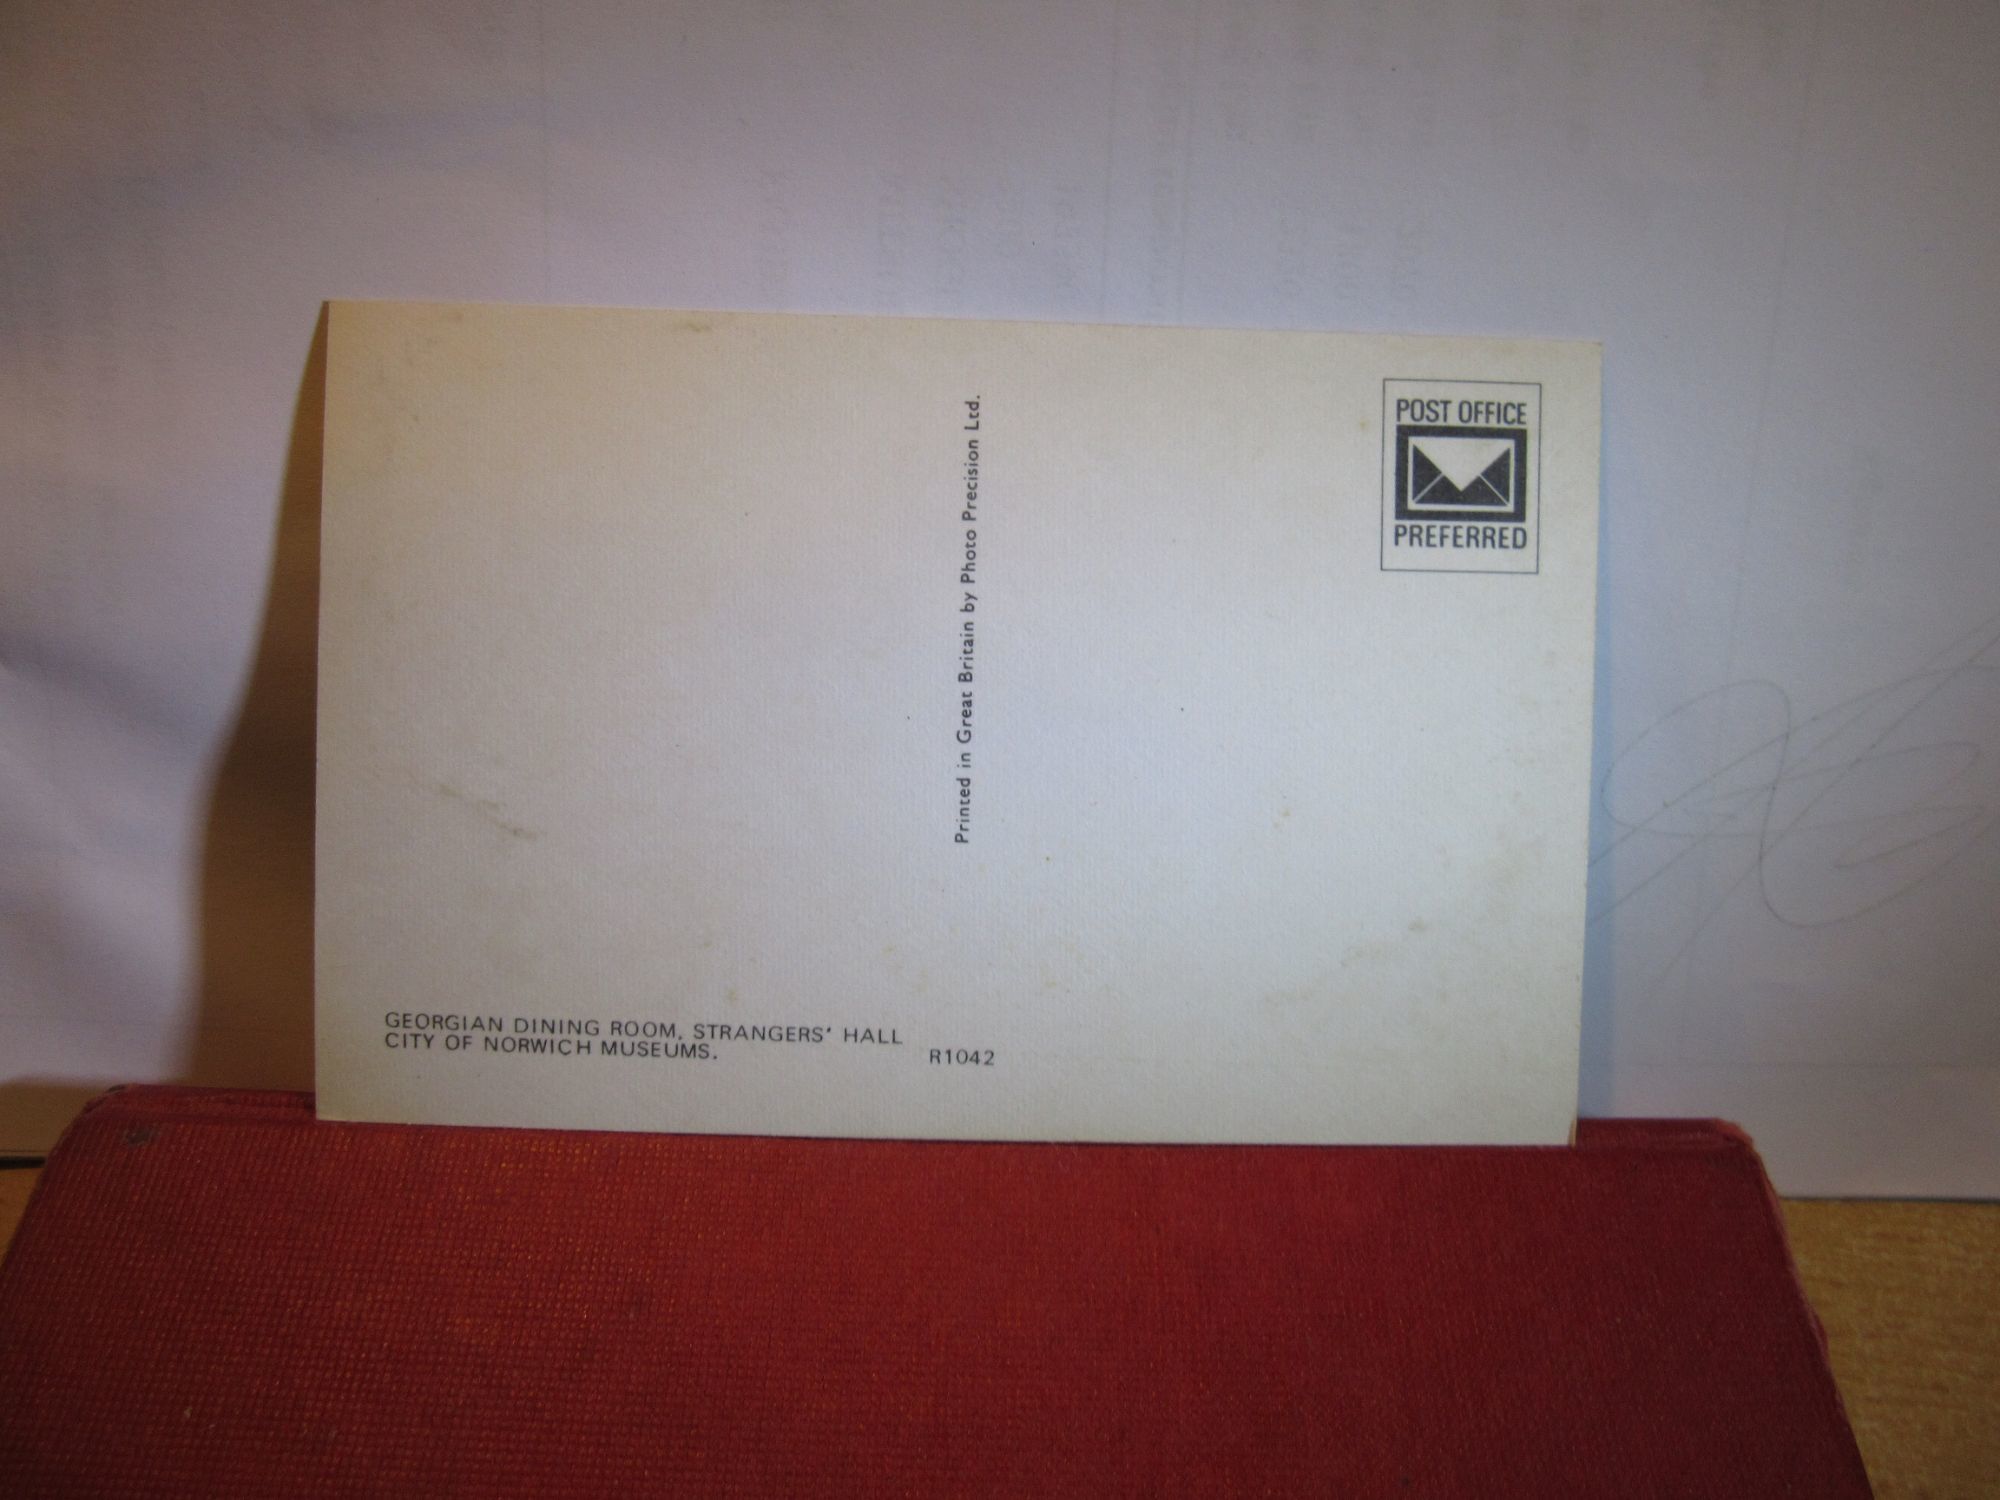 POST OFFICE
PREFERRED
Printed in Great Britain by Photo Precision Ltd.
GEORGIAN DINING ROOM, STRANGERS' HALL
CITY OF NORWICH MUSEUMS.
R1042